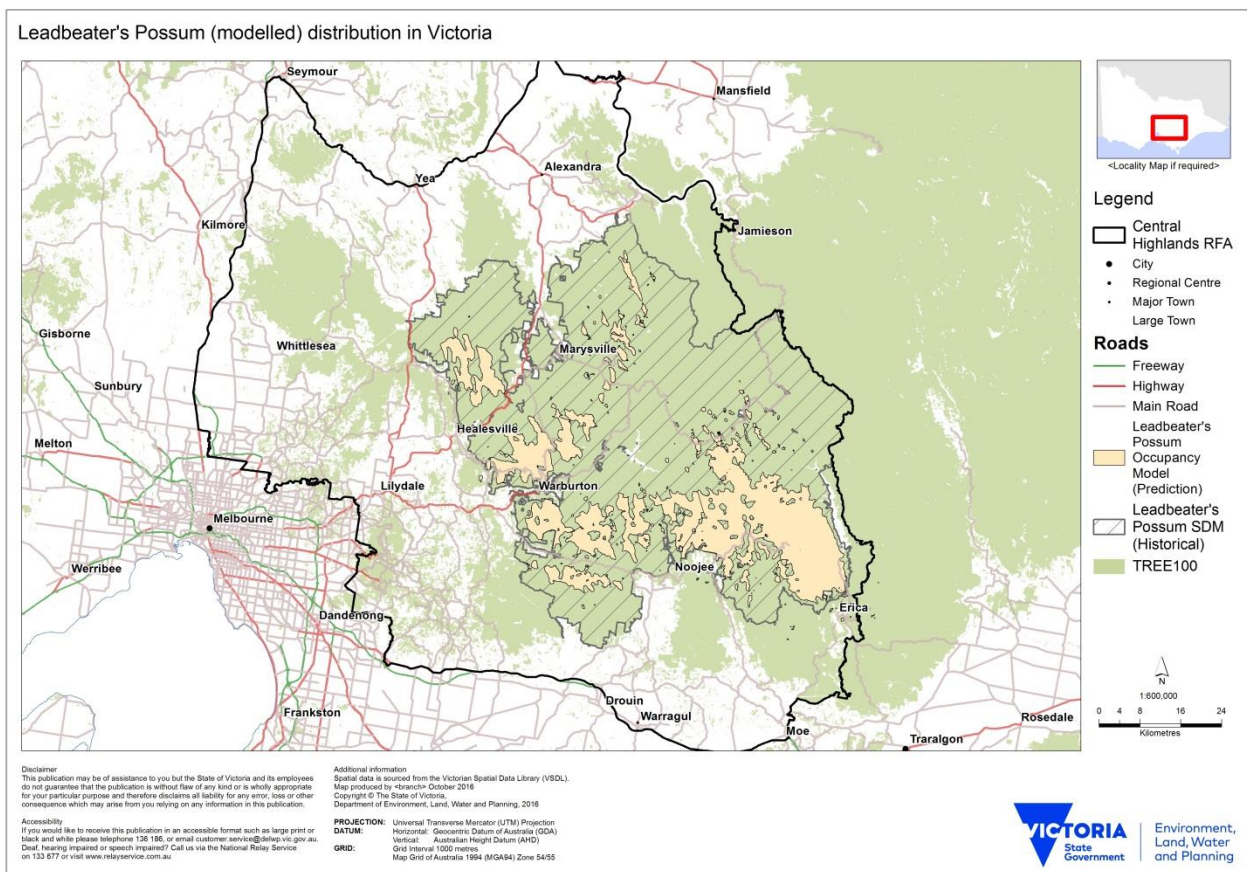 Leadbeater's Possum (modelled) distribution in Victoria
Seymour
Mansfield
Alexandra
Yea
Kilmore
Jamieson
Gisborne
Whittlesea
Marysville
Sunbury
Healesville
Melton
Lilydale
Warburton
Melbourne
Werribee
Noojee
Dandenong
Erica
Frankston
Drouin
Warragul
Moe
Rosedale
Traralgon
<Locality Map if required>
Legend
Central
Highlands RFA
City
Regional Centre
Major Town
Large Town
Roads
Freeway
Highway
Main Road
Leadbeater's
Possum
Occupancy
Model
(Prediction)
Leadbeater's
Possum SDM
(Historical)
TREE100
N
1:600,000
0 4 8 16 24
Kilometres
Disclaimer
This publication may be of assistance to you but the State of Victoria and its employees
do not guarantee that the publication is without flaw of any kind or is wholly appropriate
for your particular purpose and therefore disclaims all liability for any error, loss or other
consequence which may arise from you relying on any information in this publication.
Accessibility
If you would like to receive this publication in an accessible format such as large print or
black and white please telephone 136 186, or email customer.service@delwp.vic.gov.au.
Deaf, hearing impaired or speech impaired? Call us via the National Relay Service
on 133 677 or visit www.relayservice.com.au
Additional information
Spatial data is sourced from the Victorian Spatial Data Library (VSDL).
Map produced by <branch> October 2016
Copyright © The State of Victoria.
Department of Environment, Land, Water and Planning, 2016
PROJECTION: Universal Transverse Mercator (UTM) Projection
DATUM: Horizontal: Geocentric Datum of Australia (GDA)
Vertical: Australian Height Datum (AHD)
GRID: Grid Interval 1000 metres
Map Grid of Australia 1994 (MGA94) Zone 54/55
VICTORIA
State
Government
Environment,
Land, Water
and Planning